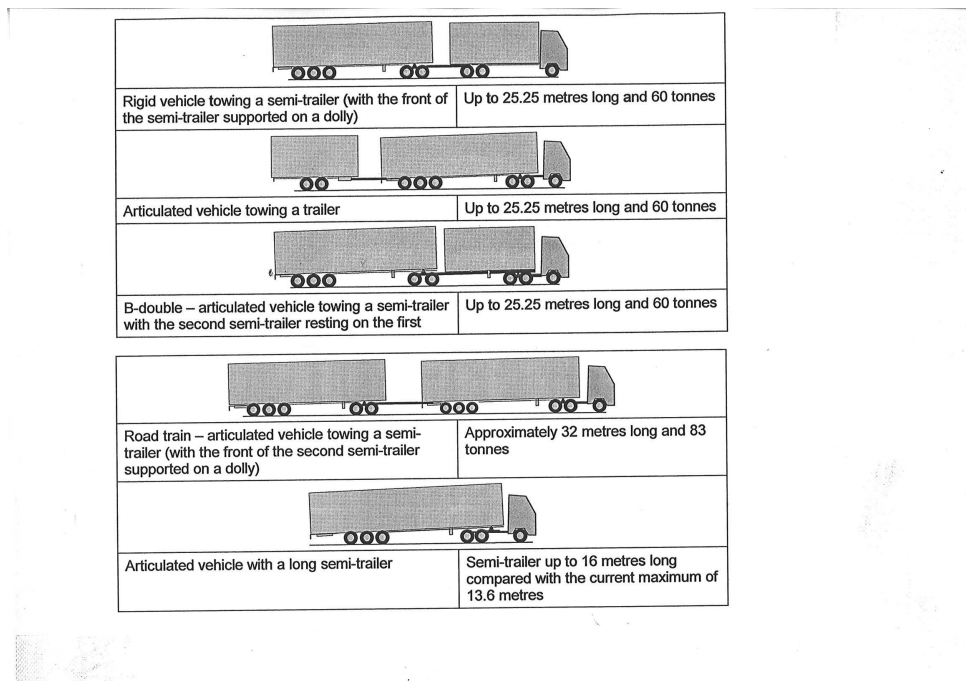 Rigid vehicle towing a semi-trailer (with the front of
the semi-trailer supported on a dolly)
Up to 25.25 metres long and 60 tonnes
Articulated vehicle towing a trailer
Up to 25.25 metres long and 60 tonnes
B-double – articulated vehicle towing a semi-trailer
with the second semi-trailer resting on the first
Up to 25.25 metres long and 60 tonnes
Road train – articulated vehicle towing a semi-
trailer (with the front of the second semi-trailer
supported on a dolly)
Approximately 32 metres long and 83
tonnes
Articulated vehicle with a long semi-trailer
Semi-trailer up to 16 metres long
compared with the current maximum of
13.6 metres